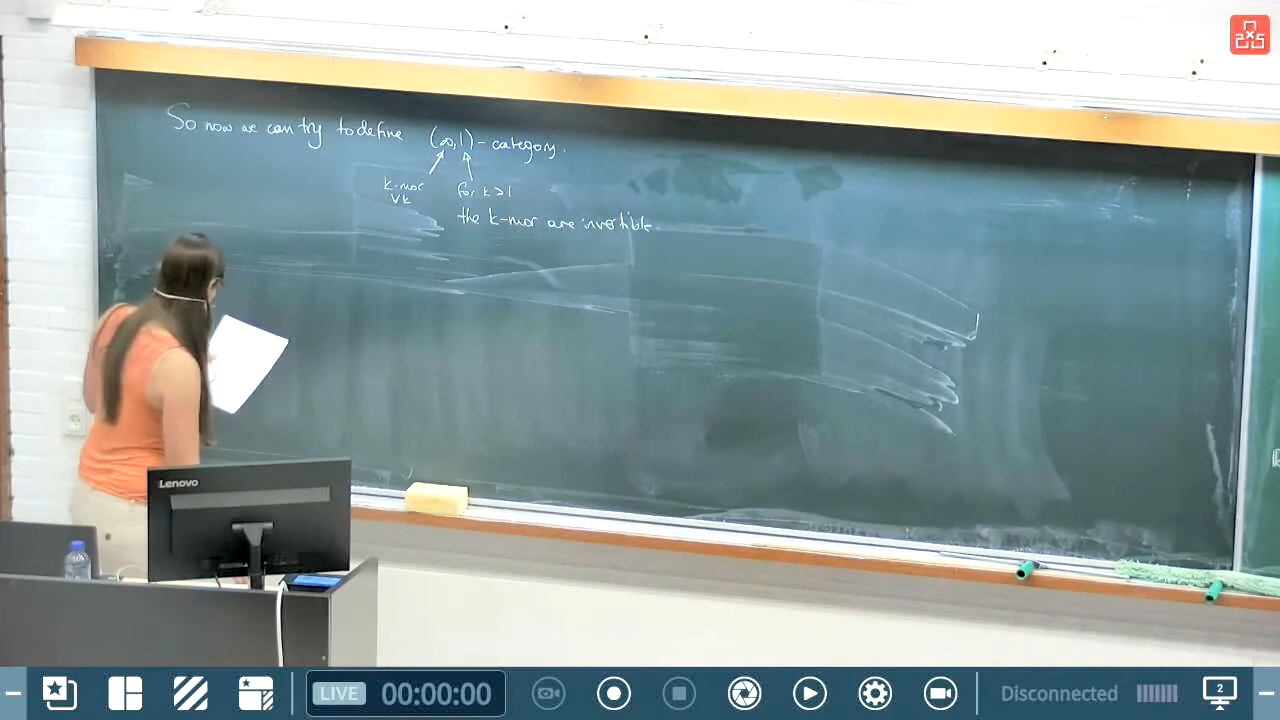 So now we can try to define (∞,1)-category.
k-mor for k>1
∀k
the k-mor are invertible.
Lenovo
LIVE 00:00:00 Disconnected 2